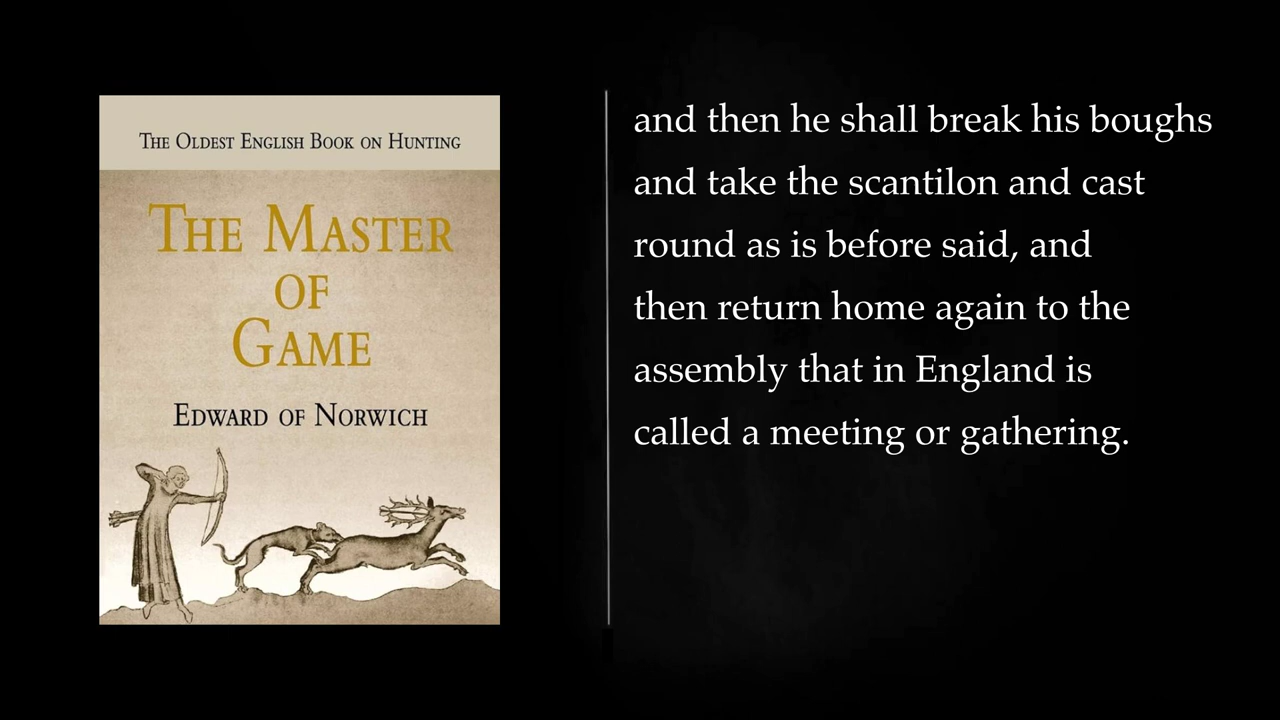 The Oldest English Book on Hunting
The Master
of
Game
Edward of Norwich
and then he shall break his boughs
and take the scantilon and cast
round as is before said, and
then return home again to the
assembly that in England is
called a meeting or gathering.